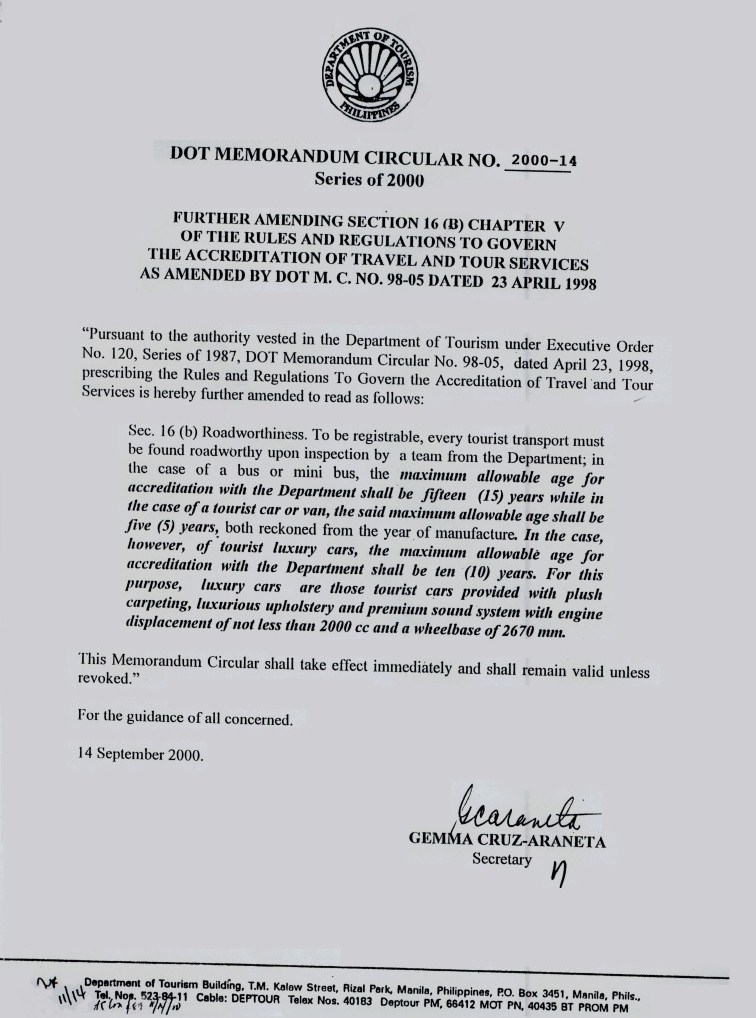 DEPARTMENT OF TOURISM
PHILIPPINES
DOT MEMORANDUM CIRCULAR NO. 2000-14
Series of 2000
FURTHER AMENDING SECTION 16 (B) CHAPTER V
OF THE RULES AND REGULATIONS TO GOVERN
THE ACCREDITATION OF TRAVEL AND TOUR SERVICES
AS AMENDED BY DOT M. C. NO. 98-05 DATED 23 APRIL 1998
“Pursuant to the authority vested in the Department of Tourism under Executive Order
No. 120, Series of 1987, DOT Memorandum Circular No. 98-05, dated April 23, 1998,
prescribing the Rules and Regulations To Govern the Accreditation of Travel and Tour
Services is hereby further amended to read as follows:
Sec. 16 (b) Roadworthiness. To be registrable, every tourist transport must
be found roadworthy upon inspection by a team from the Department; in
the case of a bus or mini bus, the maximum allowable age for
accreditation with the Department shall be fifteen (15) years while in
the case of a tourist car or van, the said maximum allowable age shall be
five (5) years, both reckoned from the year of manufacture. In the case,
however, of tourist luxury cars, the maximum allowable age for
accreditation with the Department shall be ten (10) years. For this
purpose, luxury cars are those tourist cars provided with plush
carpeting, luxurious upholstery and premium sound system with engine
displacement of not less than 2000 cc and a wheelbase of 2670 mm.
This Memorandum Circular shall take effect immediately and shall remain valid unless
revoked.”
For the guidance of all concerned.
14 September 2000.
GEMMA CRUZ-ARANETA
Secretary
Department of Tourism Building, T.M. Kalaw Street, Rizal Park, Manila, Philippines, P.O. Box 3451, Manila, Phils.,
11/14 Tel. Nos. 523-84-11 Cable: DEPTOUR Telex Nos. 40183 Deptour PM, 66412 MOT PN, 40435 BT PROM PM